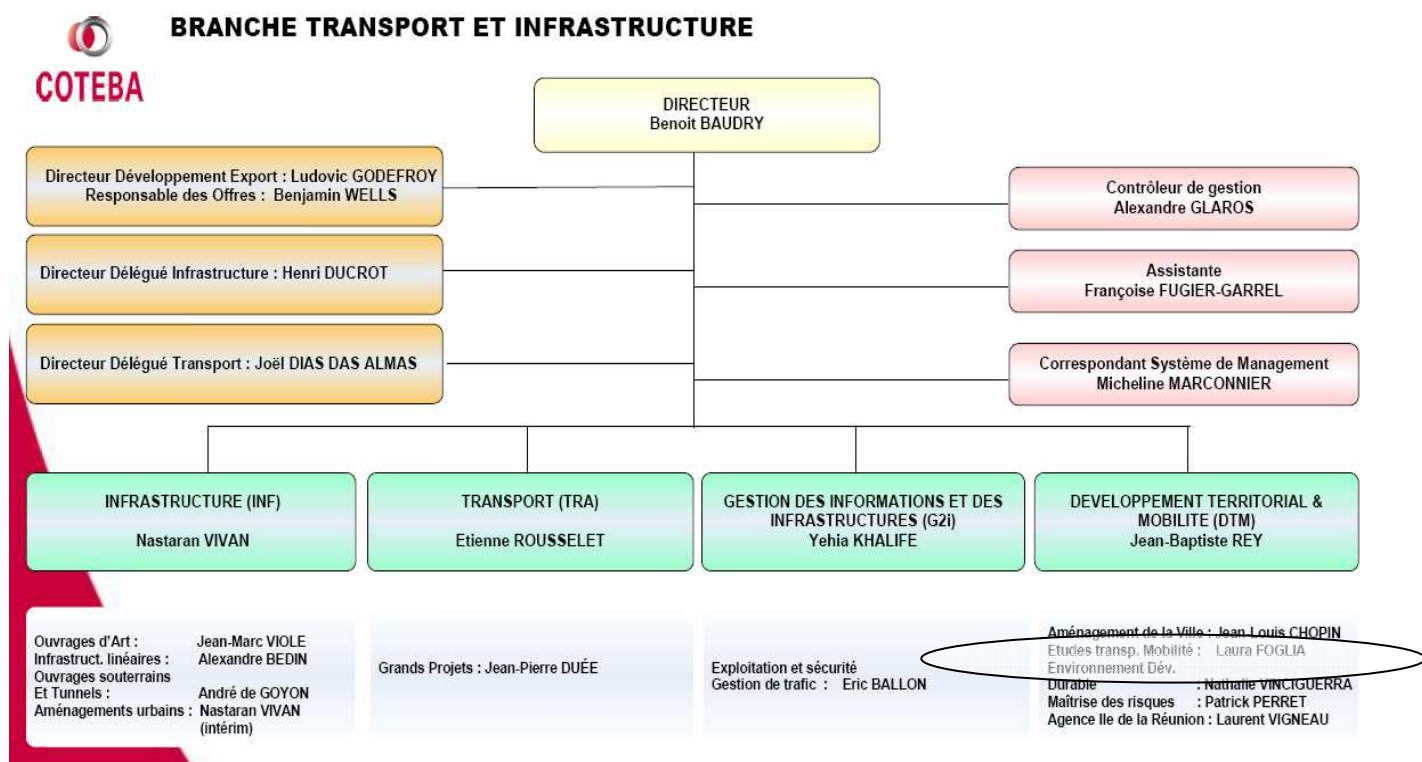 BRANCHE TRANSPORT ET INFRASTRUCTURE
COTEBA
DIRECTEUR
Benoit BAUDRY
Directeur Développement Export : Ludovic GODEFROY
Responsable des Offres : Benjamin WELLS
Directeur Délégué Infrastructure : Henri DUCROT
Directeur Délégué Transport : Joël DIAS DAS ALMAS
Contrôleur de gestion
Alexandre GLAROS
Assistante
Françoise FUGIER-GARREL
Correspondant Système de Management
Micheline MARCONNIER
INFRASTRUCTURE (INF)
Nastaran VIVAN
TRANSPORT (TRA)
Etienne ROUSSELET
GESTION DES INFORMATIONS ET DES
INFRASTRUCTURES (G2i)
Yehia KHALIFE
DEVELOPPEMENT TERRITORIAL &
MOBILITE (DTM)
Jean-Baptiste REY
Ouvrages d'Art : Jean-Marc VIOLE
Infrastruct. linéaires : Alexandre BEDIN
Ouvrages souterrains
Et Tunnels : André de GOYON
Aménagements urbains : Nastaran VIVAN
(intérim)
Grands Projets : Jean-Pierre DUÉE
Exploitation et sécurité
Gestion de trafic : Eric BALLON
Aménagement de la Ville : Jean-Louis CHOPIN
Etudes transp. Mobilité : Laura FOGLIA
Environnement Dév.
Durable : Nathalie VINCIGUERRA
Maîtrise des risques : Patrick PERRET
Agence Ile de la Réunion : Laurent VIGNEAU